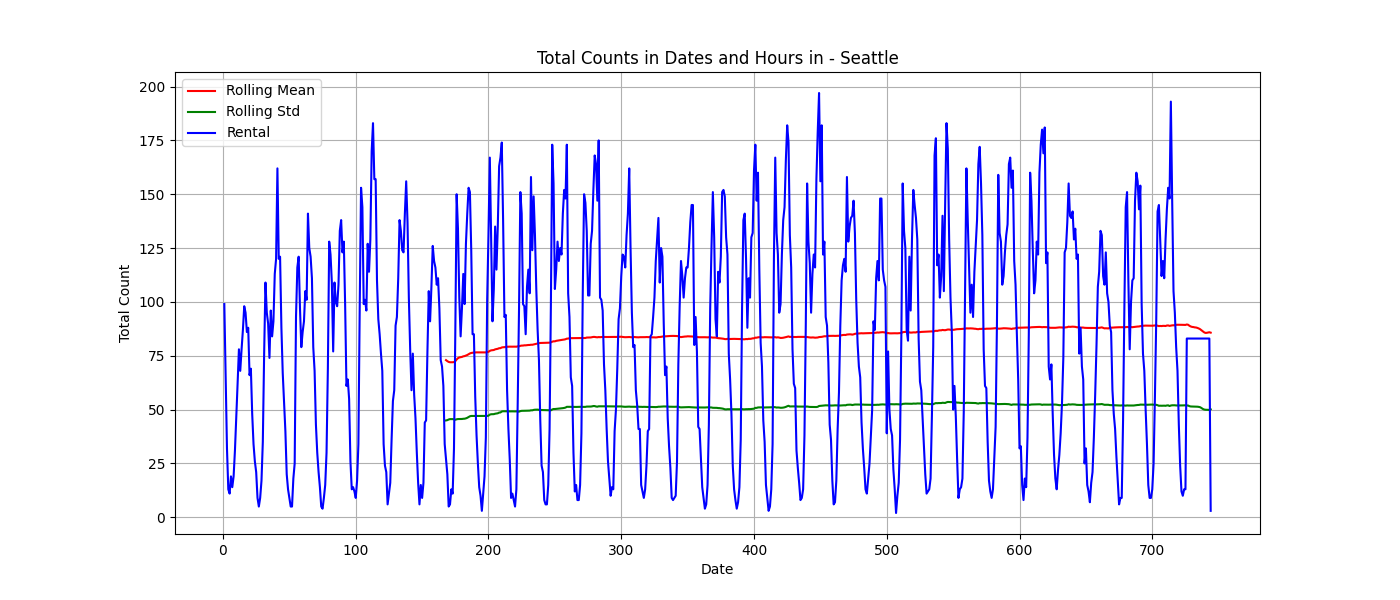 Total Counts in Dates and Hours in - Seattle
Rolling Mean
Rolling Std
Rental
Total Count
200
175
150
125
100
75
50
25
0
0 100 200 300 400 500 600 700
Date